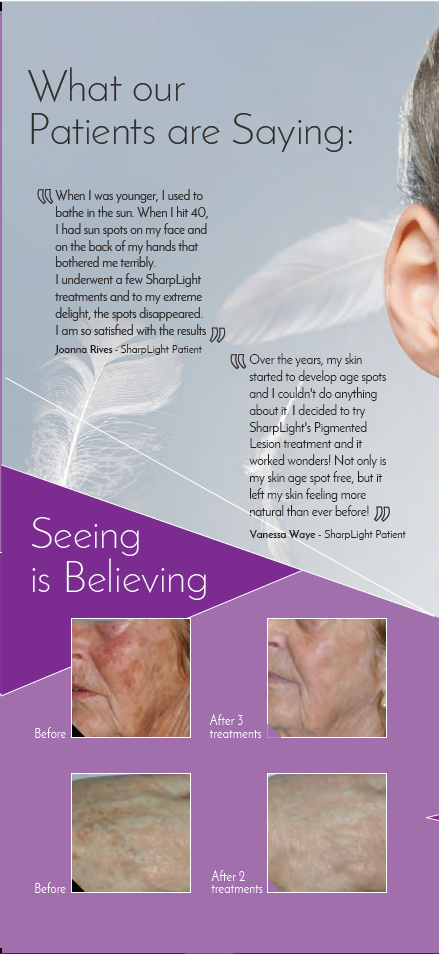 What our
Patients are Saying:
When I was younger, I used to
bathe in the sun. When I hit 40,
I had sun spots on my face and
on the back of my hands that
bothered me terribly.
I underwent a few SharpLight
treatments and to my extreme
delight, the spots disappeared.
I am so satisfied with the results
Joanna Rives - SharpLight Patient
Over the years, my skin
started to develop age spots
and I couldn't do anything
about it. I decided to try
SharpLight's Pigmented
Lesion treatment and it
worked wonders! Not only is
my skin age spot free, but it
left my skin feeling more
natural than ever before!
Vanessa Waye - SharpLight Patient
Seeing
is Believing
Before
After 3
treatments
Before
After 2
treatments